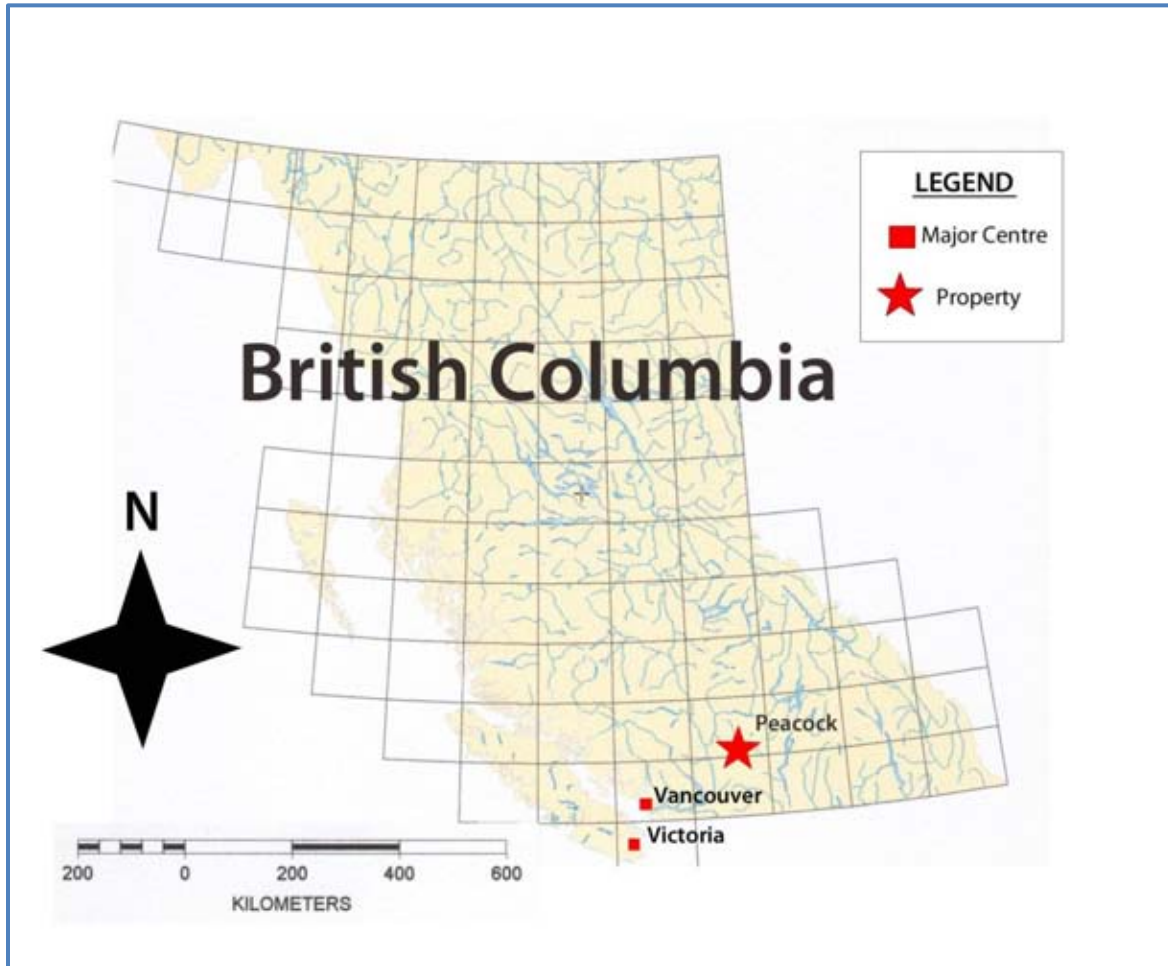 LEGEND
Major Centre
Property
British Columbia
N
Peacock
Vancouver
Victoria
200 0 200 400 600
KILOMETERS